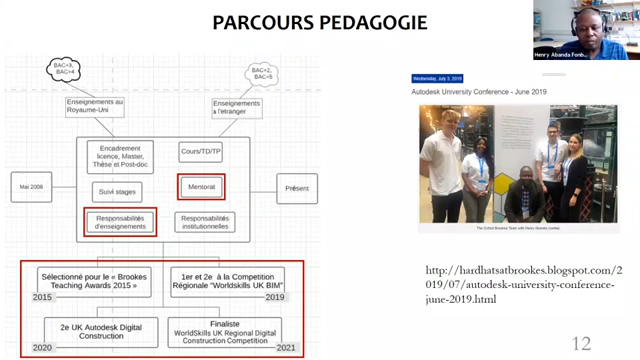 PARCOURS PEDAGOGIE
BAC+3,
BAC+4
BAC+2,
BAC+5
Enseignements au
Royaume-Uni
Enseignements
à l'etranger
Encadrement
licence, Master,
Thèse et Post-doc.
Cours/TD/TP
Suivi stages
Mentorat
Mai 2008
Présent
Responsabilités
d'enseignements
Responsabilités
institutionnelles
Sélectionné pour le « Brookes
Teaching Awards 2015 »
2015
1er et 2e à la Competition
Régionale "Worldskills UK BIM"
2019
2e UK Autodesk Digital
Construction
2020
Finaliste
WorldSkills UK Regional Digital
Construction Competition
2021
Henry Abanda Fonb...
Wednesday, July 3, 2019
Autodesk University Conference - June 2019
The Oxford Brookes Team with Henry Abanda (centre)
http://hardhatsatbrookes.blogspot.com/2
019/07/autodesk-university-conference-
june-2019.html
12